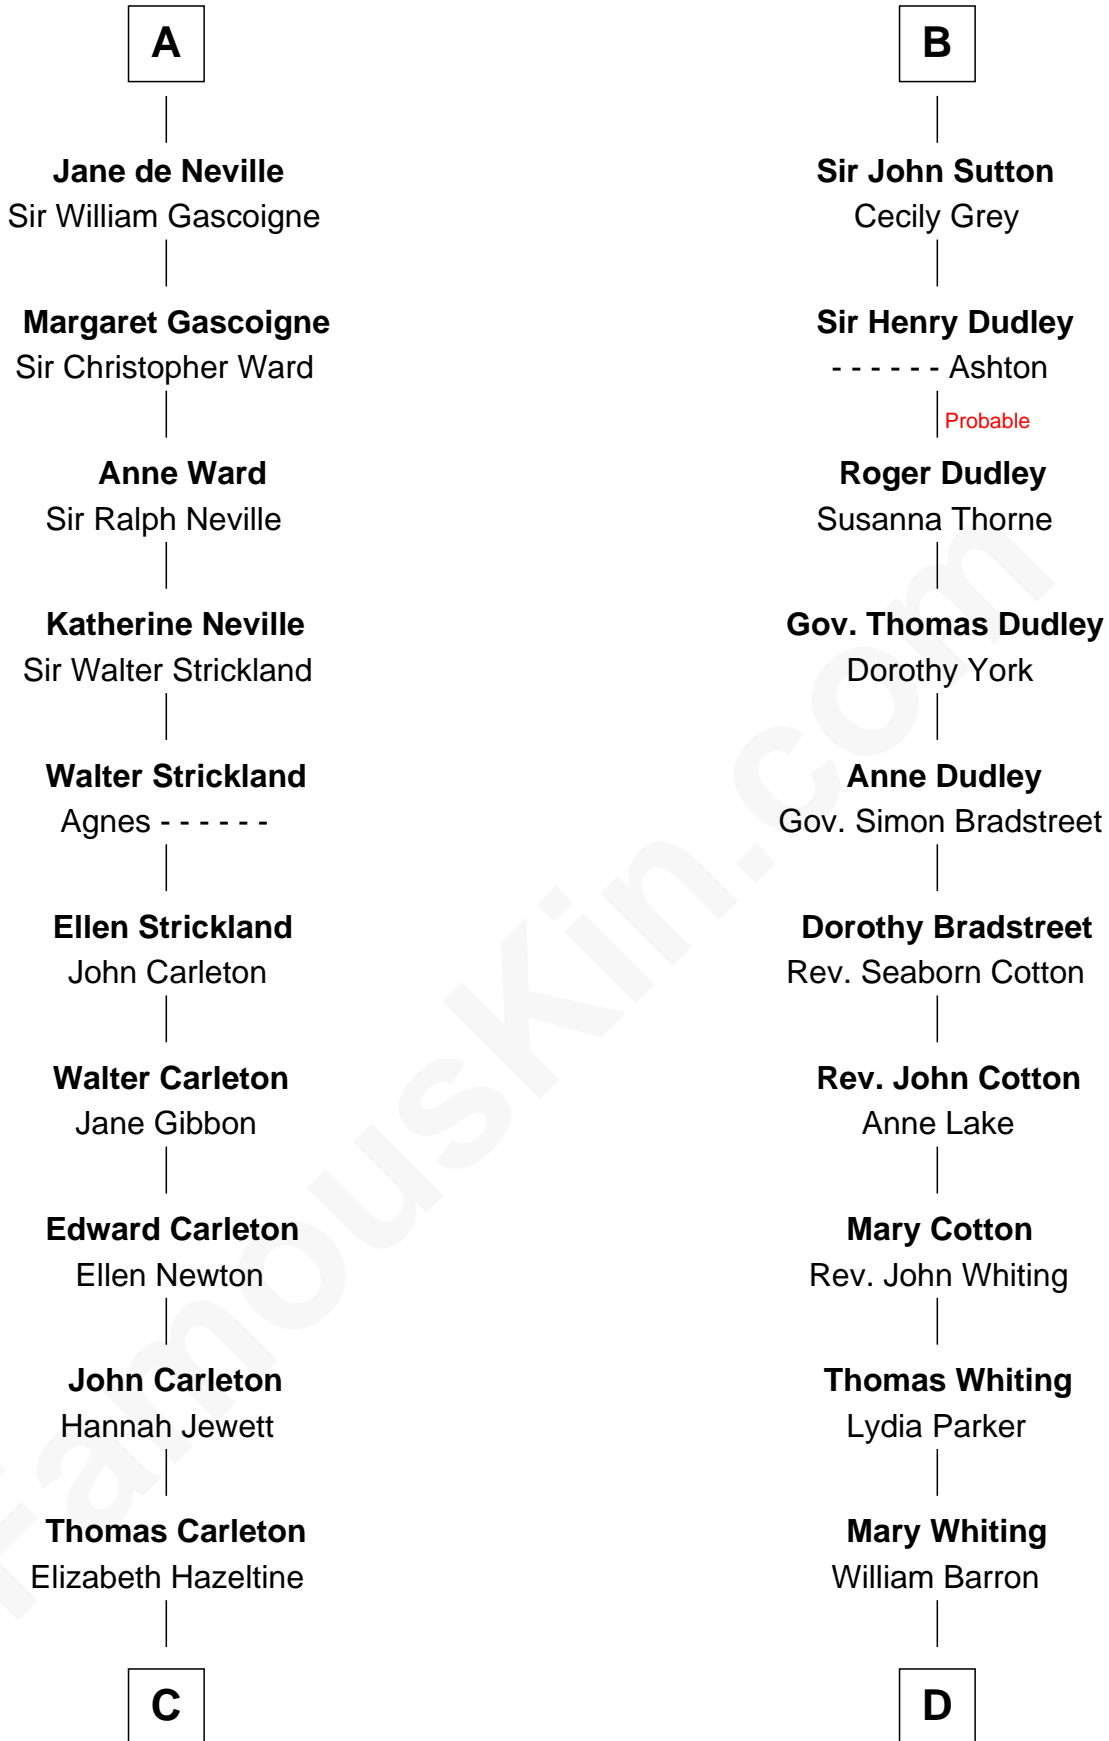 A
Jane de Neville
Sir William Gascoigne
Margaret Gascoigne
Sir Christopher Ward
Anne Ward
Sir Ralph Neville
Katherine Neville
Sir Walter Strickland
Walter Strickland
Agnes - - - - - -
Ellen Strickland
John Carleton
Walter Carleton
Jane Gibbon
Edward Carleton
Ellen Newton
John Carleton
Hannah Jewett
Thomas Carleton
Elizabeth Hazeltine
C
B
Sir John Sutton
Cecily Grey
Sir Henry Dudley
- - - - - - Ashton
Probable
Roger Dudley
Susanna Thorne
Gov. Thomas Dudley
Dorothy York
Anne Dudley
Gov. Simon Bradstreet
Dorothy Bradstreet
Rev. Seaborn Cotton
Rev. John Cotton
Anne Lake
Mary Cotton
Rev. John Whiting
Thomas Whiting
Lydia Parker
Mary Whiting
William Barron
D
FamousKin.com